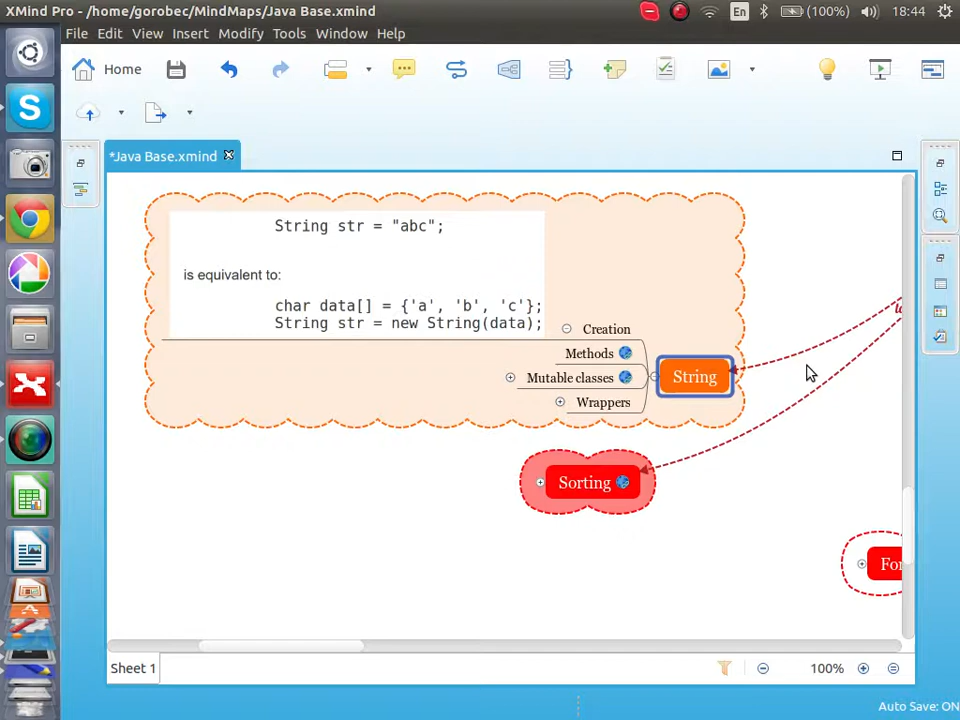 XMind Pro - /home/gorobec/MindMaps/Java Base.xmind
En
(100%)
18:44
File Edit View Insert Modify Tools Window Help
Home
*Java Base.xmind
String str = "abc";
is equivalent to:
char data[] = {'a', 'b', 'c'};
String str = new String(data);
Creation
Methods
Mutable classes
Wrappers
String
Sorting
Sheet 1
100%
Auto Save: ON